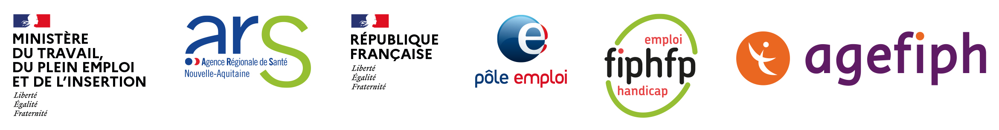 MINISTÈRE
DU TRAVAIL,
DU PLEIN EMPLOI
ET DE L'INSERTION
Liberté
Égalité
Fraternité
ars
Agence Régionale de Santé
Nouvelle-Aquitaine
RÉPUBLIQUE
FRANÇAISE
Liberté
Égalité
Fraternité
e
pôle emploi
emploi
fiphfp
handicap
agefiph